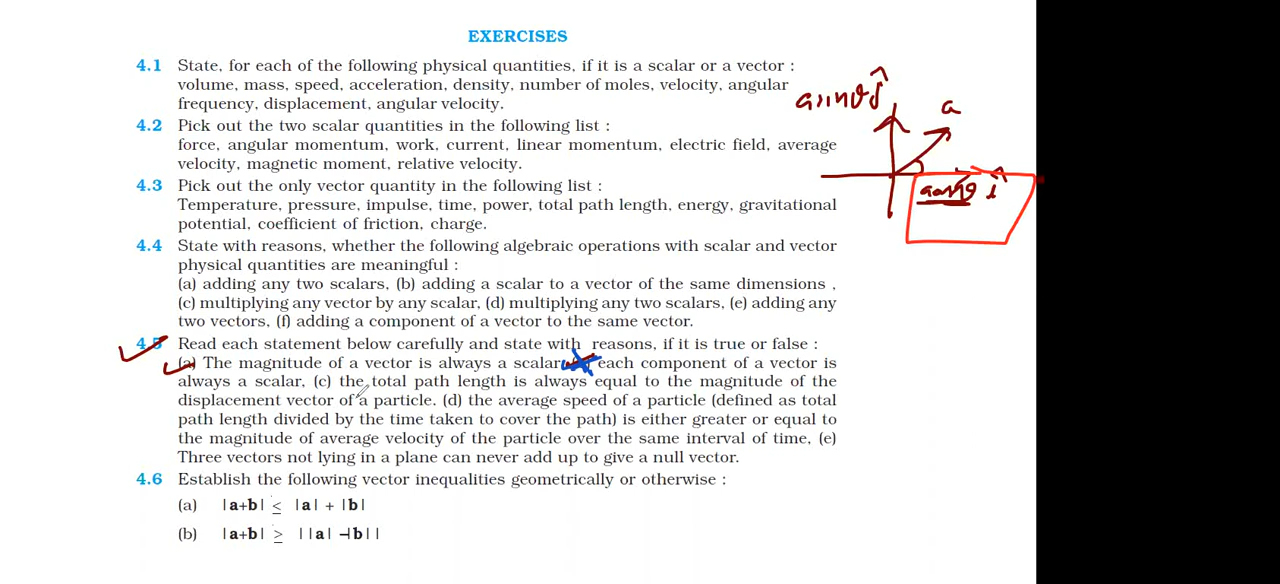 EXERCISES
4.1 State, for each of the following physical quantities, if it is a scalar or a vector :
volume, mass, speed, acceleration, density, number of moles, velocity, angular
frequency, displacement, angular velocity.
4.2 Pick out the two scalar quantities in the following list :
force, angular momentum, work, current, linear momentum, electric field, average
velocity, magnetic moment, relative velocity.
4.3 Pick out the only vector quantity in the following list :
Temperature, pressure, impulse, time, power, total path length, energy, gravitational
potential, coefficient of friction, charge.
4.4 State with reasons, whether the following algebraic operations with scalar and vector
physical quantities are meaningful :
(a) adding any two scalars, (b) adding a scalar to a vector of the same dimensions ,
(c) multiplying any vector by any scalar, (d) multiplying any two scalars, (e) adding any
two vectors, (f) adding a component of a vector to the same vector.
4.5 Read each statement below carefully and state with reasons, if it is true or false :
(a) The magnitude of a vector is always a scalar, each component of a vector is
always a scalar, (c) the total path length is always equal to the magnitude of the
displacement vector of a particle. (d) the average speed of a particle (defined as total
path length divided by the time taken to cover the path) is either greater or equal to
the magnitude of average velocity of the particle over the same interval of time, (e)
Three vectors not lying in a plane can never add up to give a null vector.
4.6 Establish the following vector inequalities geometrically or otherwise :
(a) |a+b| ≤ |a| + |b|
(b) |a+b| ≥ ||a| −|b||
a sinθ ĵ
a
a cosθ î